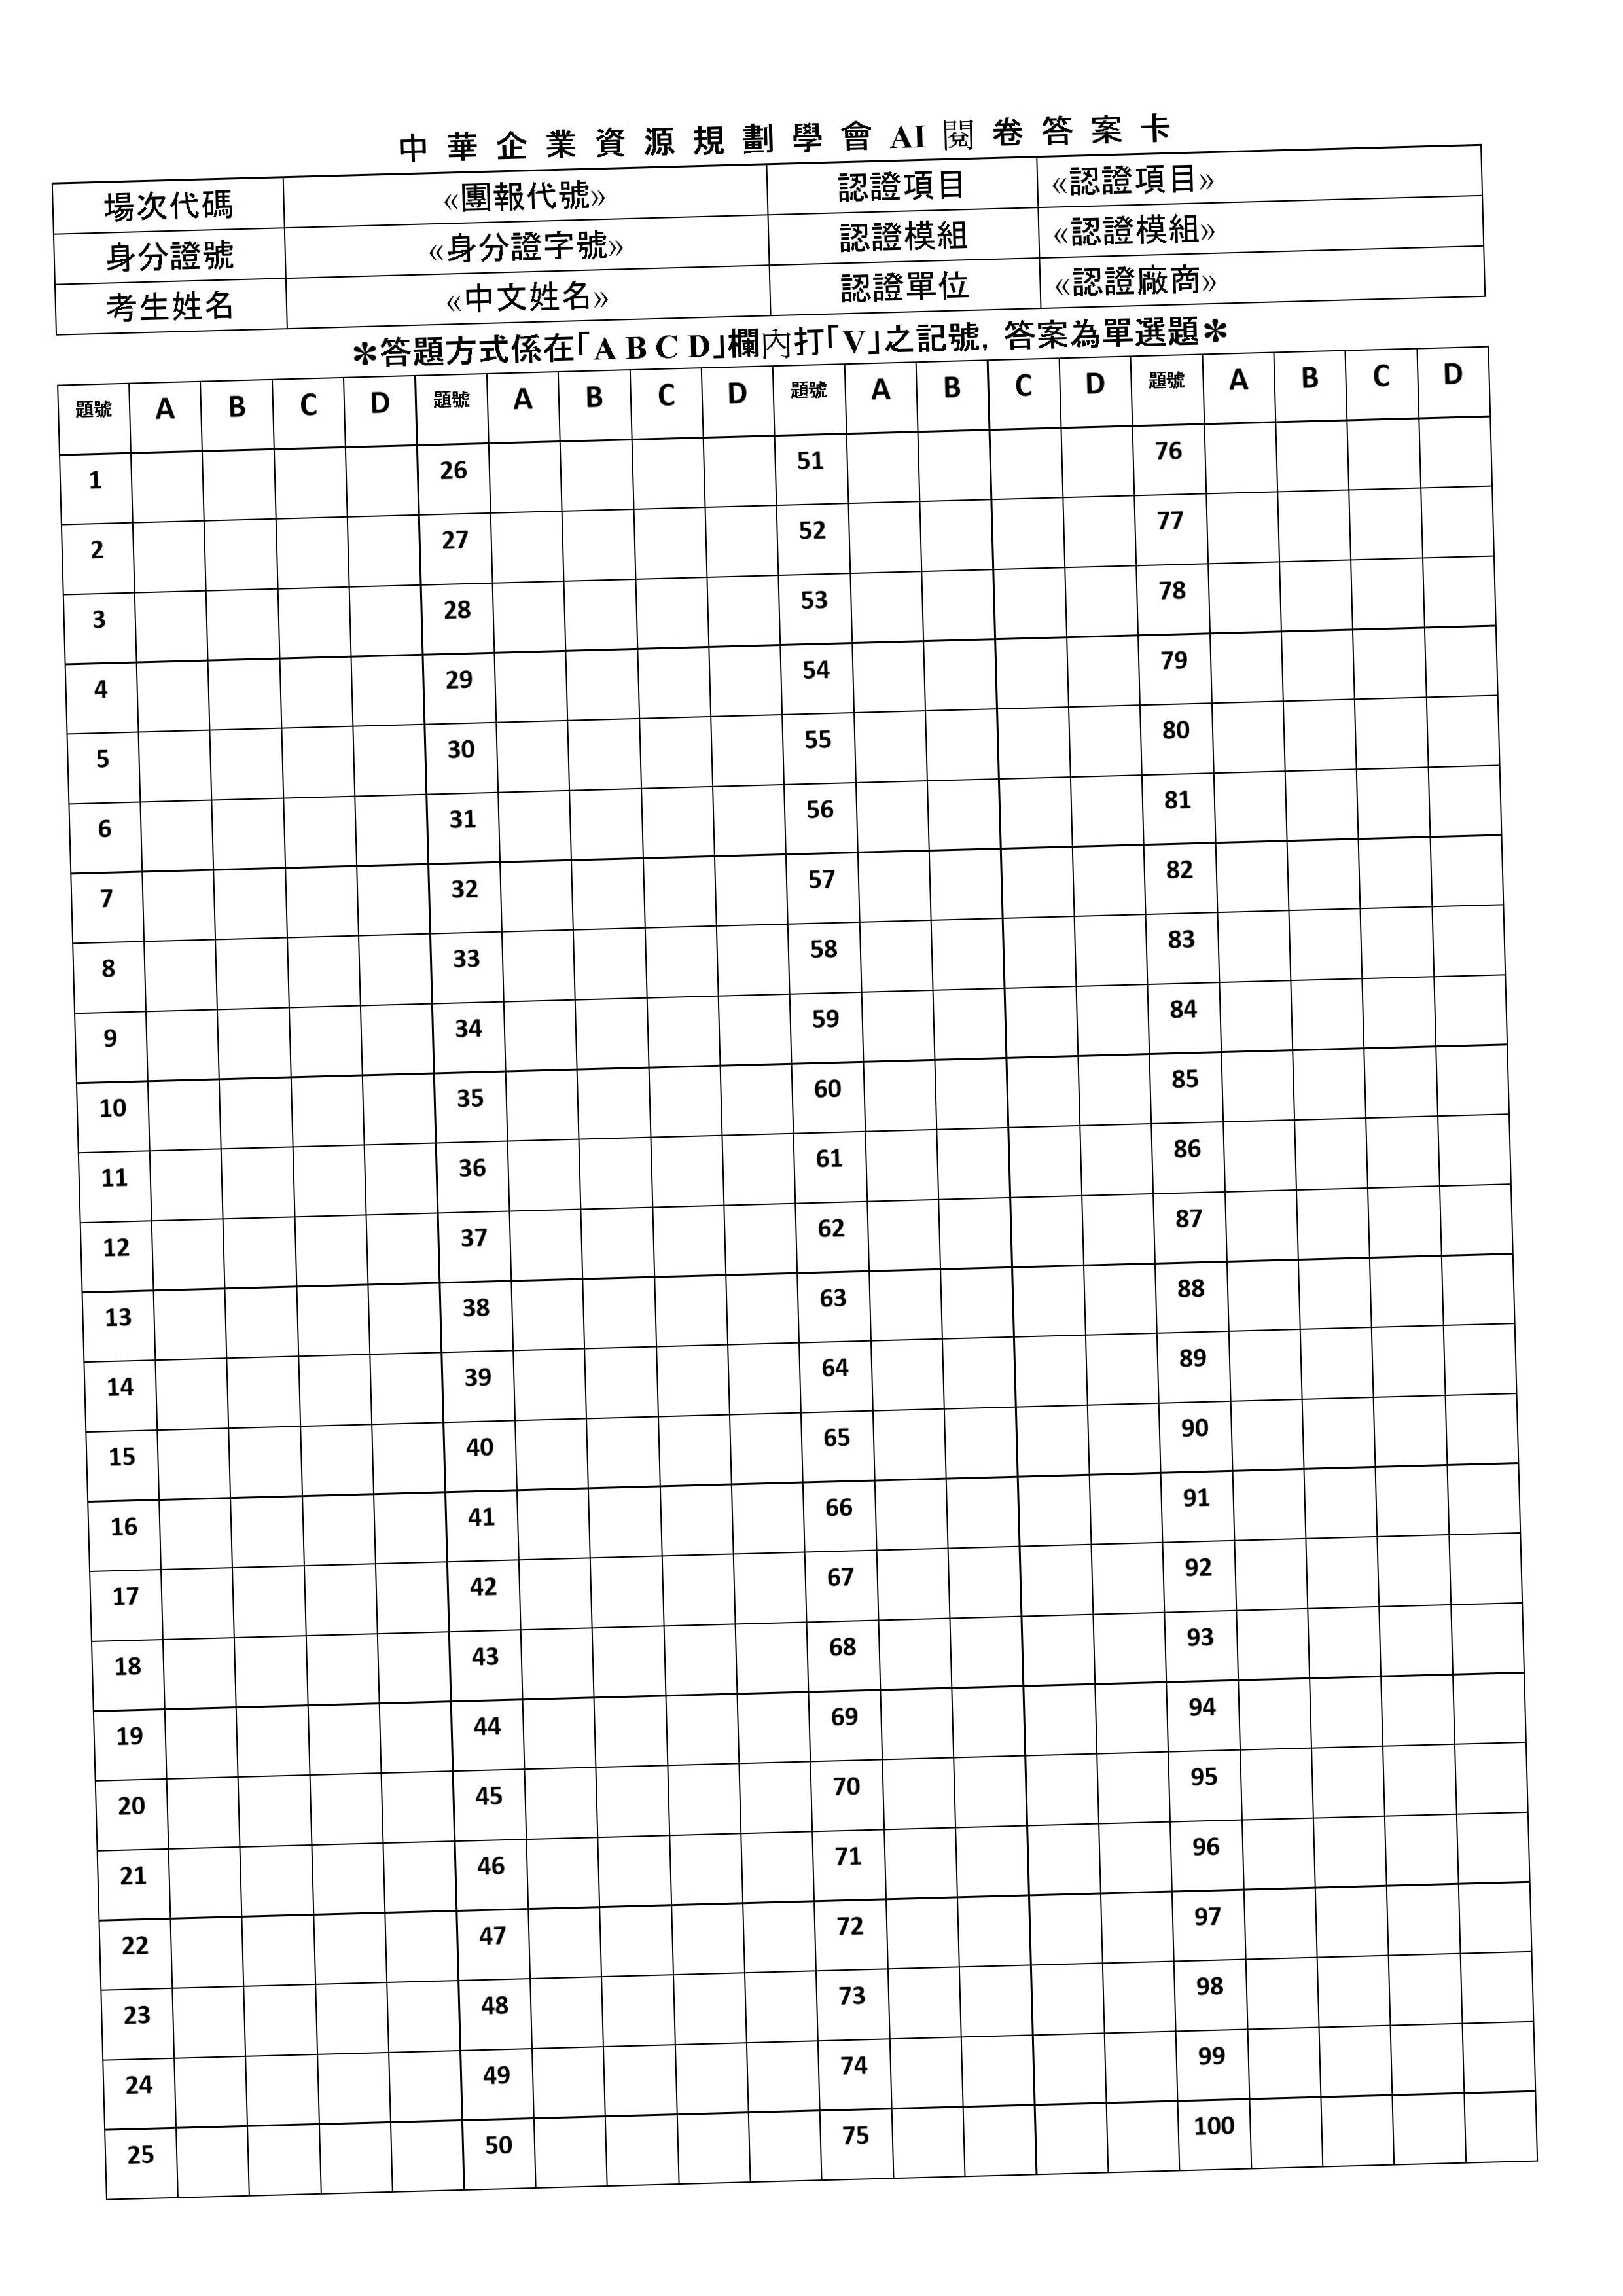 中華企業資源規劃學會AI閱卷答案卡
場次代碼 «團報代號» 認證項目 «認證項目»
身分證號 «身分證字號» 認證模組 «認證模組»
考生姓名 «中文姓名» 認證單位 «認證廠商»
＊答題方式係在「A B C D」欄內打「V」之記號，答案為單選題＊
題號 A B C D 題號 A B C D 題號 A B C D 題號 A B C D
1 26 51 76
2 27 52 77
3 28 53 78
4 29 54 79
5 30 55 80
6 31 56 81
7 32 57 82
8 33 58 83
9 34 59 84
10 35 60 85
11 36 61 86
12 37 62 87
13 38 63 88
14 39 64 89
15 40 65 90
16 41 66 91
17 42 67 92
18 43 68 93
19 44 69 94
20 45 70 95
21 46 71 96
22 47 72 97
23 48 73 98
24 49 74 99
25 50 75 100